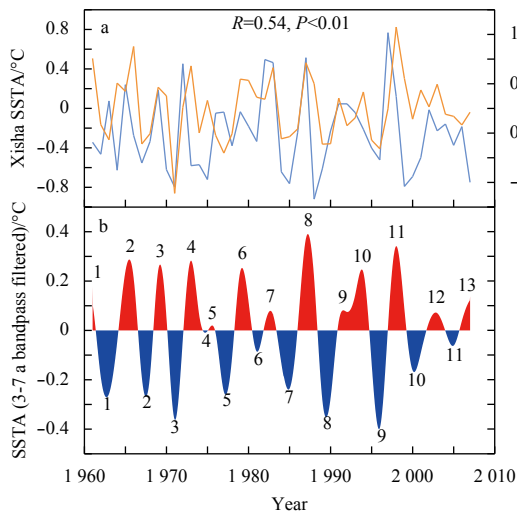 0.8
0.4
0
−0.4
−0.8
Xisha SSTA/°C
a
R=0.54, P<0.01
1
0
0
−
0.4
0.2
0
−0.2
−0.4
SSTA (3-7 a bandpass filtered)/°C
b
1 2 3 4 5 6 7 8 9 10 11 12 13
1 2 3 4 5 6 7 8 9 10 11
1 960 1 970 1 980 1 990 2 000 2 010
Year